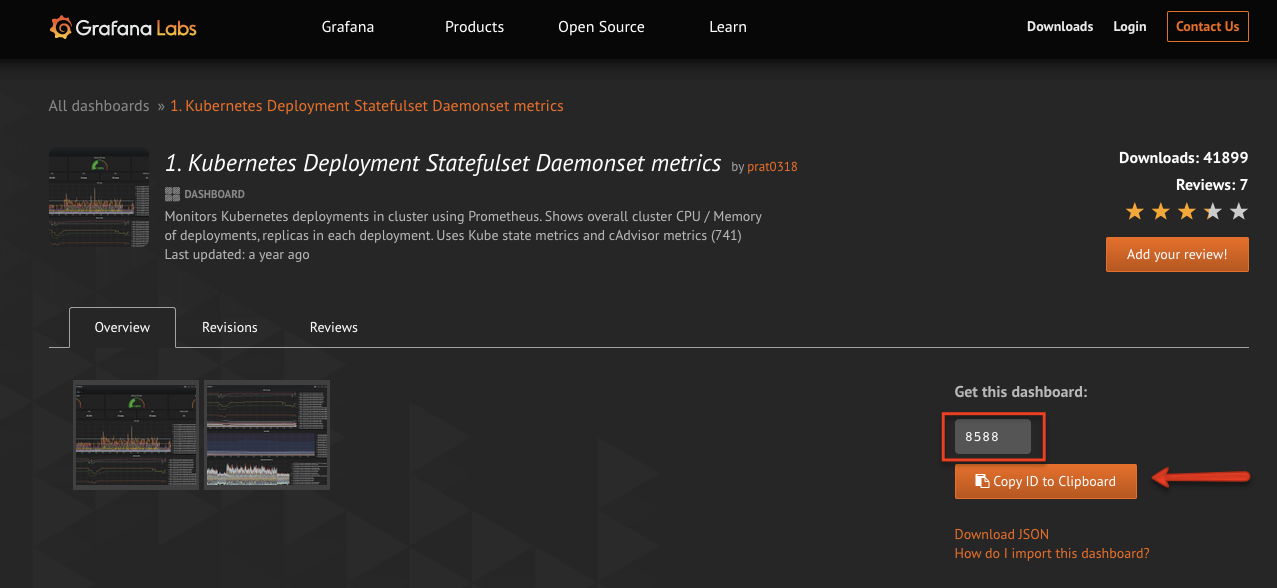 Grafana Labs
Grafana
Products
Open Source
Learn
Downloads
Login
Contact Us
All dashboards » 1. Kubernetes Deployment Statefulset Daemonset metrics
1. Kubernetes Deployment Statefulset Daemonset metrics by prat0318
DASHBOARD
Monitors Kubernetes deployments in cluster using Prometheus. Shows overall cluster CPU / Memory
of deployments, replicas in each deployment. Uses Kube state metrics and cAdvisor metrics (741)
Last updated: a year ago
Downloads: 41899
Reviews: 7
Add your review!
Overview
Revisions
Reviews
Get this dashboard:
8588
Copy ID to Clipboard
Download JSON
How do I import this dashboard?